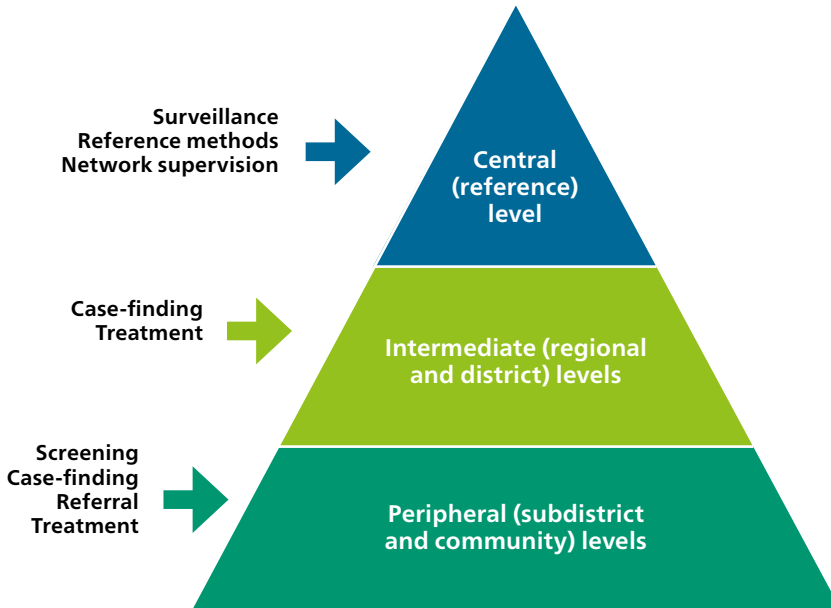 Surveillance
Reference methods
Network supervision
Central
(reference)
level
Case-finding
Treatment
Intermediate (regional
and district) levels
Screening
Case-finding
Referral
Treatment
Peripheral (subdistrict
and community) levels